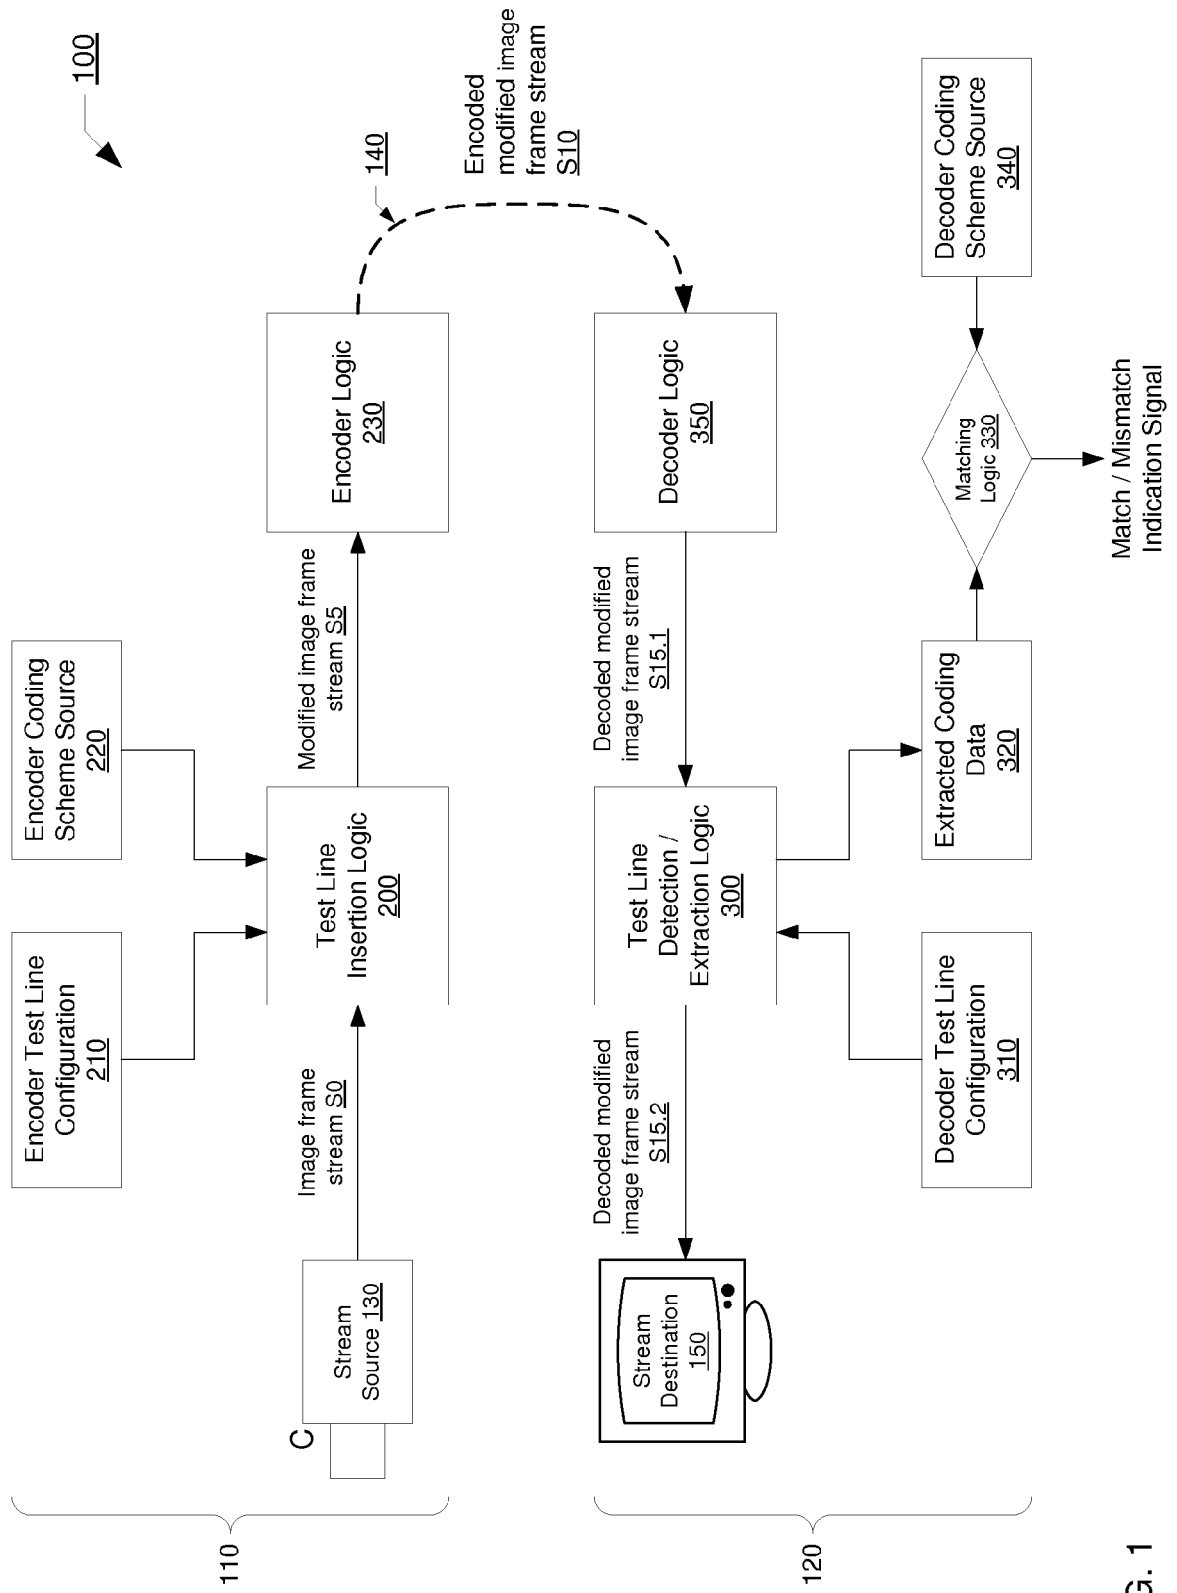 100
Encoder Test Line
Configuration
210
Encoder Coding
Scheme Source
220
C
Stream
Source 130
Image frame
stream S0
Test Line
Insertion Logic
200
Modified image frame
stream S5
Encoder Logic
230
140
Encoded
modified image
frame stream
S10
110
Stream
Destination
150
Decoded modified
image frame stream
S15.2
Test Line
Detection /
Extraction Logic
300
Decoded modified
image frame stream
S15.1
Decoder Logic
350
Decoder Test Line
Configuration
310
Extracted Coding
Data
320
Matching
Logic 330
Decoder Coding
Scheme Source
340
Match / Mismatch
Indication Signal
120
G. 1